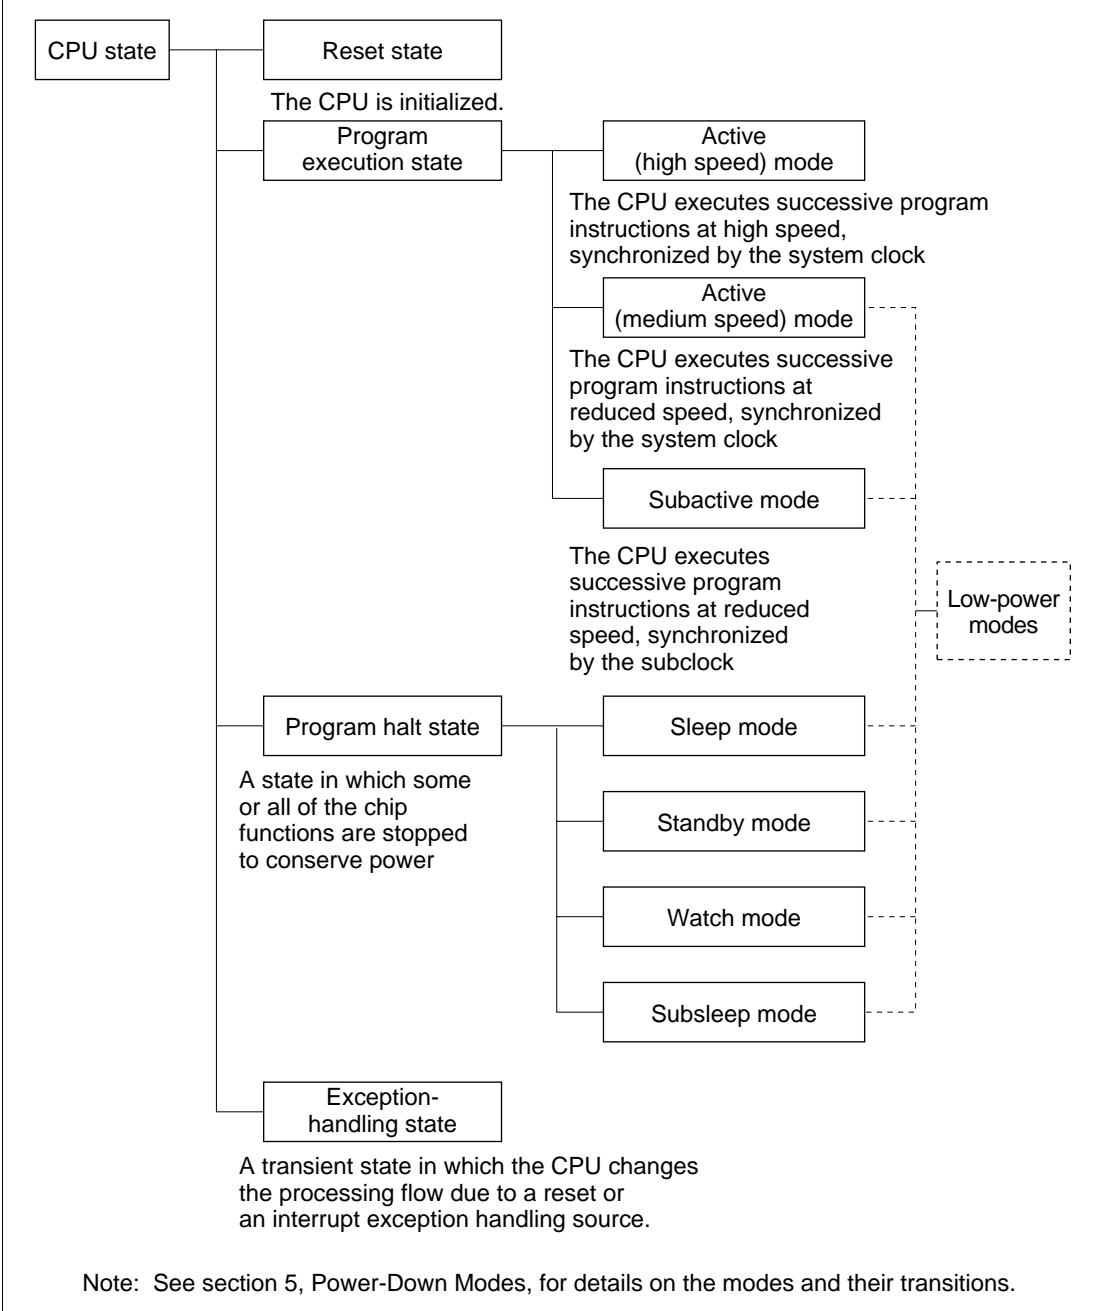 CPU state
Reset state
The CPU is initialized.
Program
execution state
Active
(high speed) mode
The CPU executes successive program
instructions at high speed,
synchronized by the system clock
Active
(medium speed) mode
The CPU executes successive
program instructions at
reduced speed, synchronized
by the system clock
Subactive mode
The CPU executes
successive program
instructions at reduced
speed, synchronized
by the subclock
Low-power
modes
Program halt state
A state in which some
or all of the chip
functions are stopped
to conserve power
Sleep mode
Standby mode
Watch mode
Subsleep mode
Exception-
handling state
A transient state in which the CPU changes
the processing flow due to a reset or
an interrupt exception handling source.
Note: See section 5, Power-Down Modes, for details on the modes and their transitions.